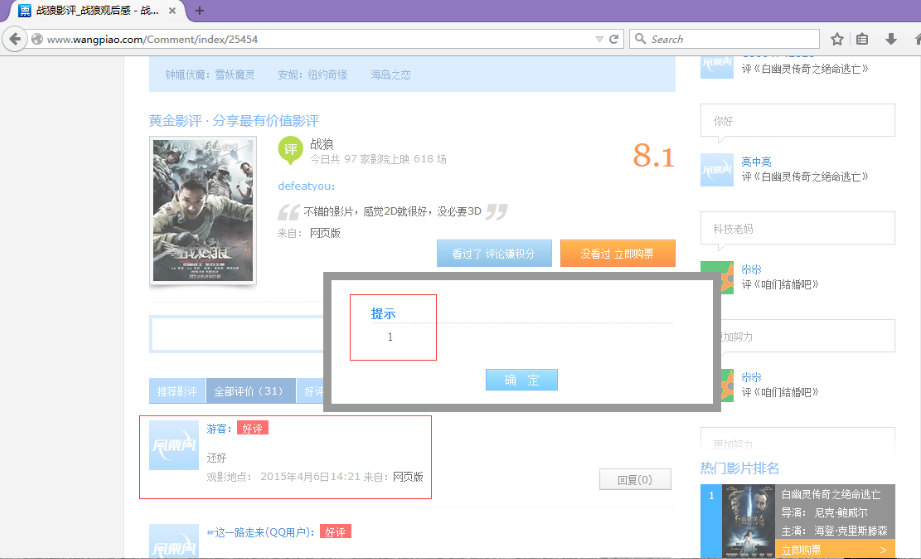 战狼影评_战狼观后感 - 战...
www.wangpiao.com/Comment/index/25454
Search
钟馗伏魔：雪妖魔灵 安妮：纽约奇缘 海岛之恋
黄金影评 · 分享最有价值影评
评 战狼
今日共 97 家影院上映 618 场
8.1
defeatyou：
不错的影片，感觉2D就很好，没必要3D
来自： 网页版
看过了 评论赚积分 没看过 立即购票
战狼
提示
1
确 定
推荐影评 全部评价（31） 好评
游客： 好评
还好
观影地点： 2015年4月6日14:21 来自：网页版
回复(0)
这一路走来(QQ用户)： 好评
评《白幽灵传奇之绝命逃亡》
你好
高中高
评《白幽灵传奇之绝命逃亡》
科技老妈
评《咱们结婚吧》
更加努力
评《咱们结婚吧》
更加努力
热门影片排名
1
白幽灵传奇之绝命逃亡
导演： 尼克·鲍威尔
主演： 海登·克里斯滕森
立即购票 >